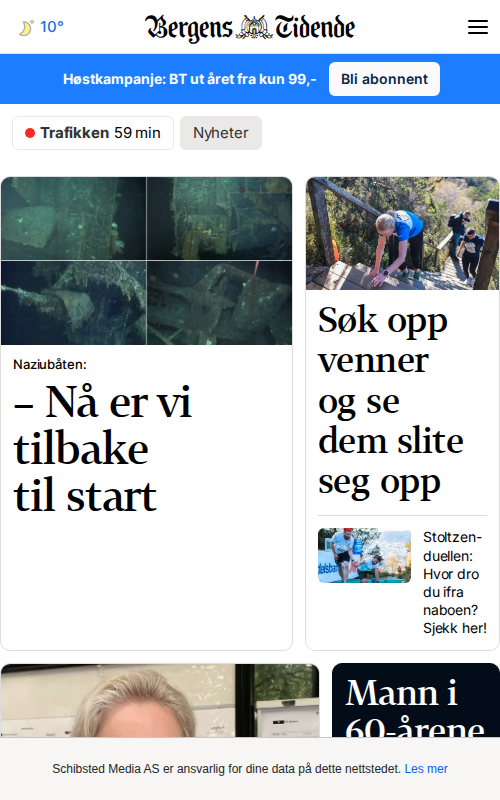 10°
Bergens Tidende
Høstkampanje: BT ut året fra kun 99,-
Bli abonnent
Trafikken 59 min
Nyheter
Naziubåten:
– Nå er vi
tilbake
til start
Søk opp
venner
og se
dem slite
seg opp
Stoltzen-
duellen:
Hvor dro
du ifra
naboen?
Sjekk her!
Mann i
60-årene
Schibsted Media AS er ansvarlig for dine data på dette nettstedet. Les mer